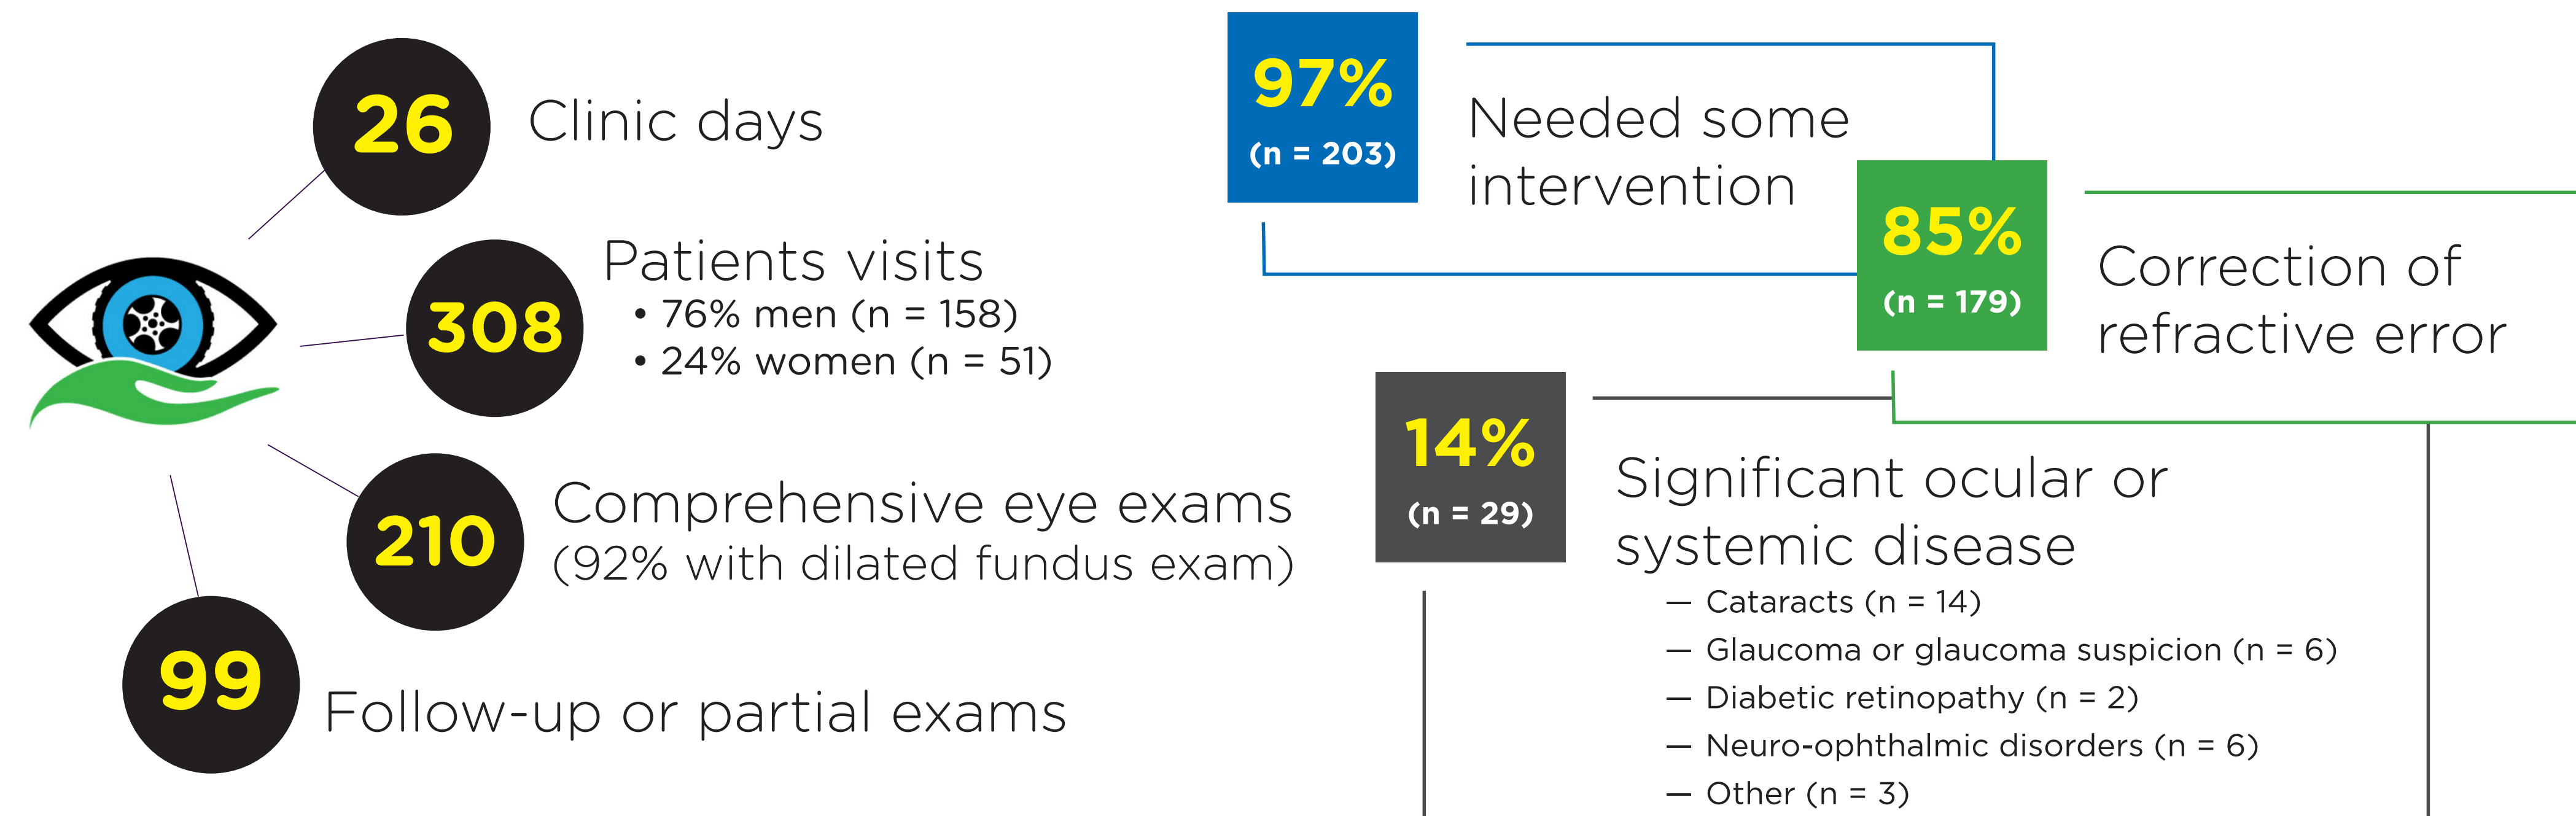 26
Clinic days
308
Patients visits
• 76% men (n = 158)
• 24% women (n = 51)
210
Comprehensive eye exams
(92% with dilated fundus exam)
99
Follow-up or partial exams
97%
(n = 203)
Needed some
intervention
85%
(n = 179)
Correction of
refractive error
14%
(n = 29)
Significant ocular or
systemic disease
— Cataracts (n = 14)
— Glaucoma or glaucoma suspicion (n = 6)
— Diabetic retinopathy (n = 2)
— Neuro-ophthalmic disorders (n = 6)
— Other (n = 3)